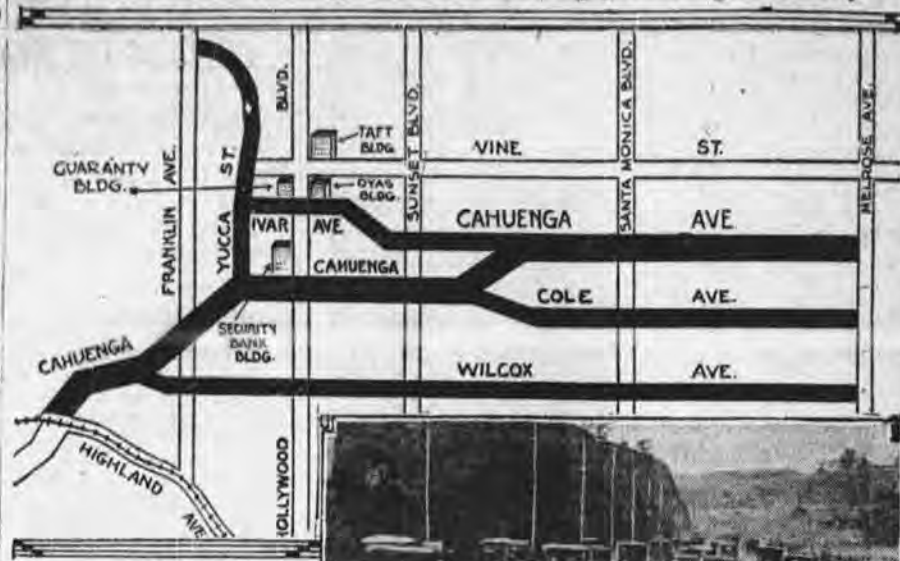 BLVD.
SUNSET BLVD.
SANTA MONICA BLVD.
MELROSE AVE.
TAFT
BLDG.
VINE ST.
GUARANTY
BLDG.
FRANKLIN AVE.
YUCCA ST.
DYAS
BLDG.
IVAR AVE
CAHUENGA AVE
CAHUENGA
COLE AVE.
SECURITY
BANK
BLDG.
CAHUENGA
WILCOX AVE.
HIGHLAND AVE
HOLLYWOOD